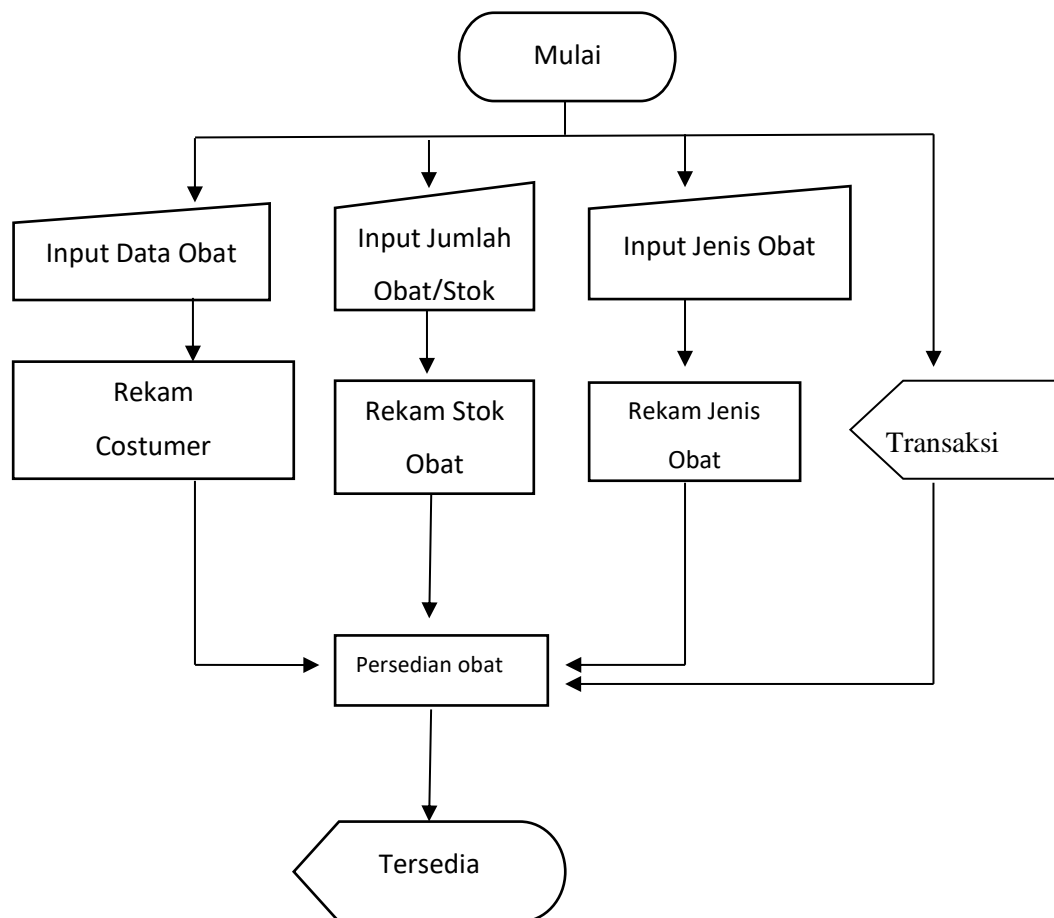 Mulai
Input Data Obat
Input Jumlah
Obat/Stok
Input Jenis Obat
Rekam
Costumer
Rekam Stok
Obat
Rekam Jenis
Obat
Transaksi
Persedian obat
Tersedia